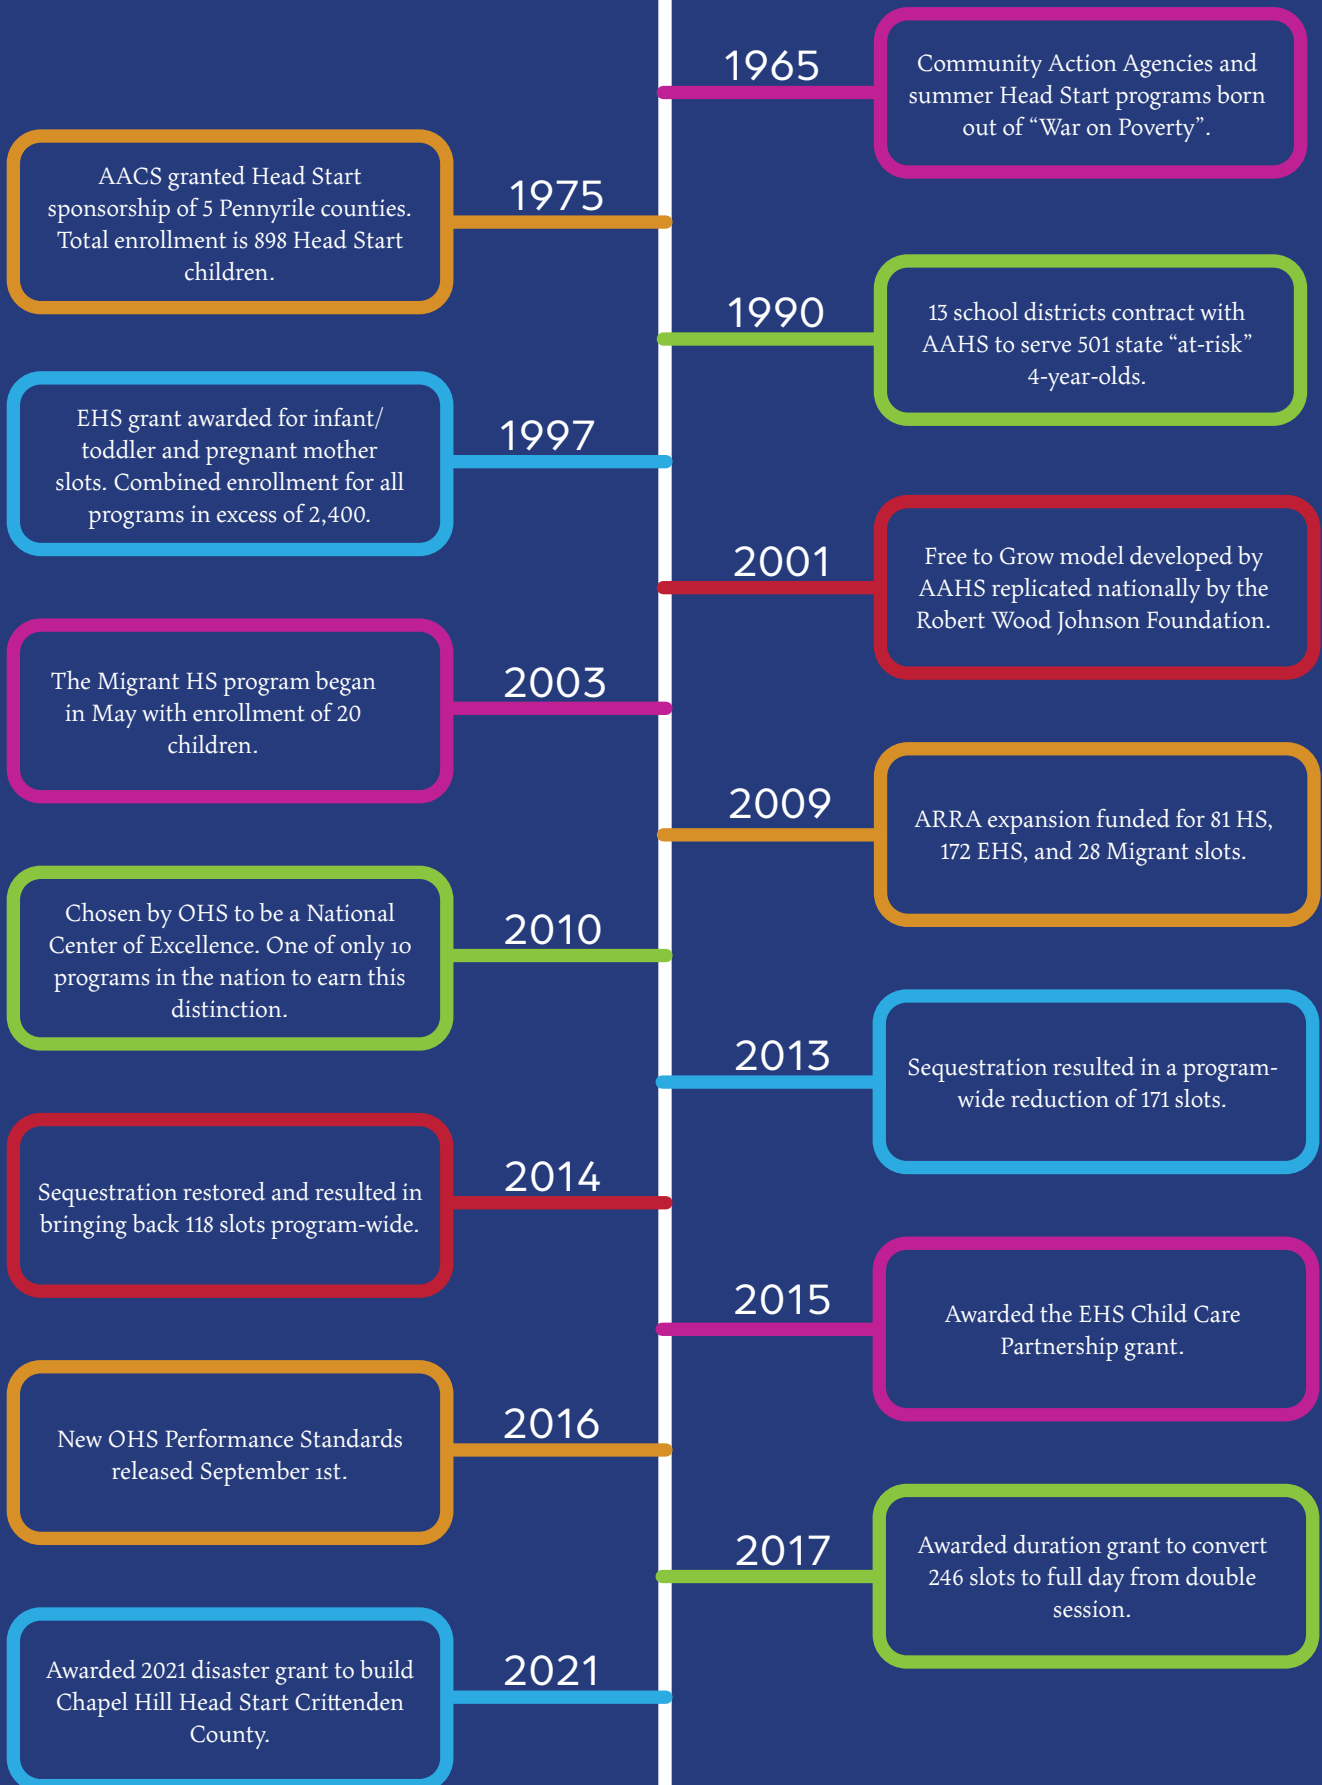 1965
Community Action Agencies and
summer Head Start programs born
out of “War on Poverty”.
1975
AACS granted Head Start
sponsorship of 5 Pennyrile counties.
Total enrollment is 898 Head Start
children.
1990
13 school districts contract with
AAHS to serve 501 state “at-risk”
4-year-olds.
1997
EHS grant awarded for infant/
toddler and pregnant mother
slots. Combined enrollment for all
programs in excess of 2,400.
2001
Free to Grow model developed by
AAHS replicated nationally by the
Robert Wood Johnson Foundation.
2003
The Migrant HS program began
in May with enrollment of 20
children.
2009
ARRA expansion funded for 81 HS,
172 EHS, and 28 Migrant slots.
2010
Chosen by OHS to be a National
Center of Excellence. One of only 10
programs in the nation to earn this
distinction.
2013
Sequestration resulted in a program-
wide reduction of 171 slots.
2014
Sequestration restored and resulted in
bringing back 118 slots program-wide.
2015
Awarded the EHS Child Care
Partnership grant.
2016
New OHS Performance Standards
released September 1st.
2017
Awarded duration grant to convert
246 slots to full day from double
session.
2021
Awarded 2021 disaster grant to build
Chapel Hill Head Start Crittenden
County.